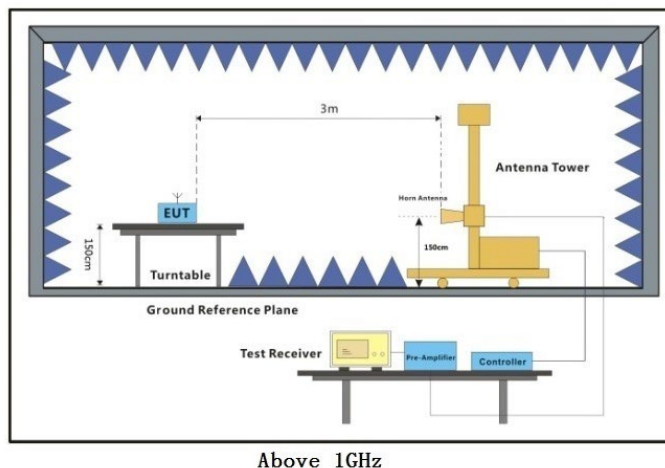 3m
Antenna Tower
Horn Antenna
EUT
150cm
150cm
Turntable
Ground Reference Plane
Test Receiver
Pre-Amplifier
Controller
Above 1GHz